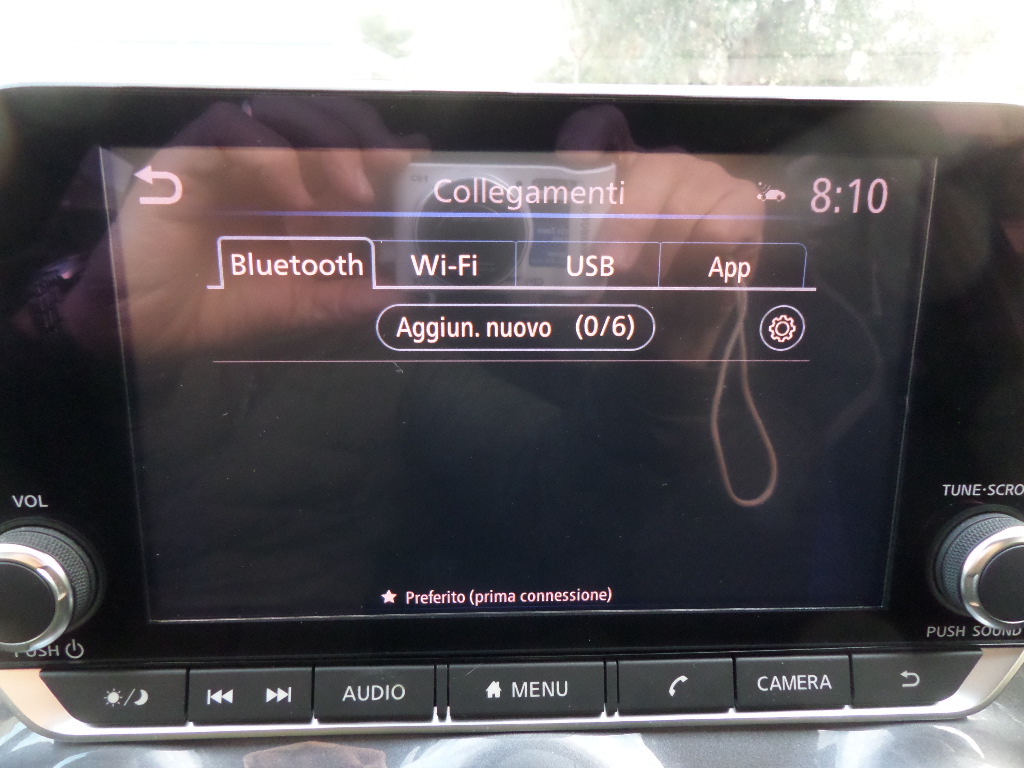 Collegamenti 8:10
Bluetooth Wi-Fi USB App
Aggiun. nuovo (0/6)
VOL
TUNE·SCRO
Preferito (prima connessione)
PUSH
PUSH SOUND
AUDIO MENU CAMERA